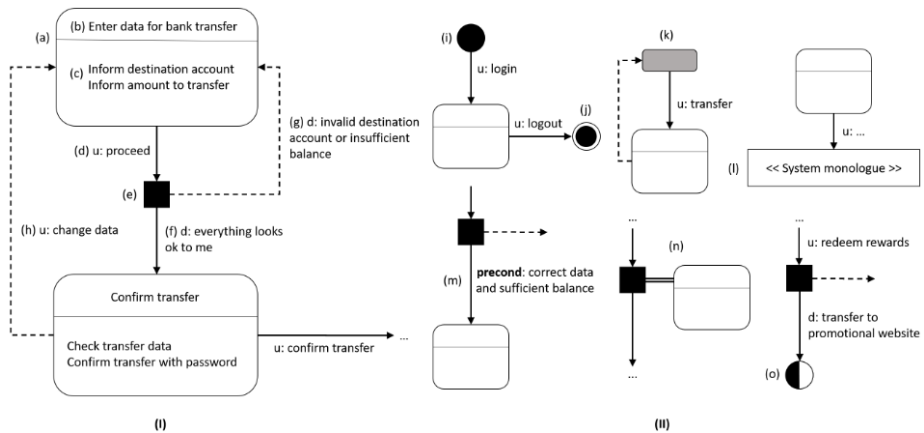 (a)
(b) Enter data for bank transfer
(c) Inform destination account
Inform amount to transfer
(d) u: proceed
(g) d: invalid destination
account or insufficient
balance
(e)
(h) u: change data
(f) d: everything looks
ok to me
Confirm transfer
Check transfer data
Confirm transfer with password
u: confirm transfer
...
(I)
(i)
u: login
u: logout
(j)
(k)
u: transfer
u: ...
(l)
<< System monologue >>
(m)
precond: correct data
and sufficient balance
...
(n)
...
...
u: redeem rewards
d: transfer to
promotional website
(o)
(II)